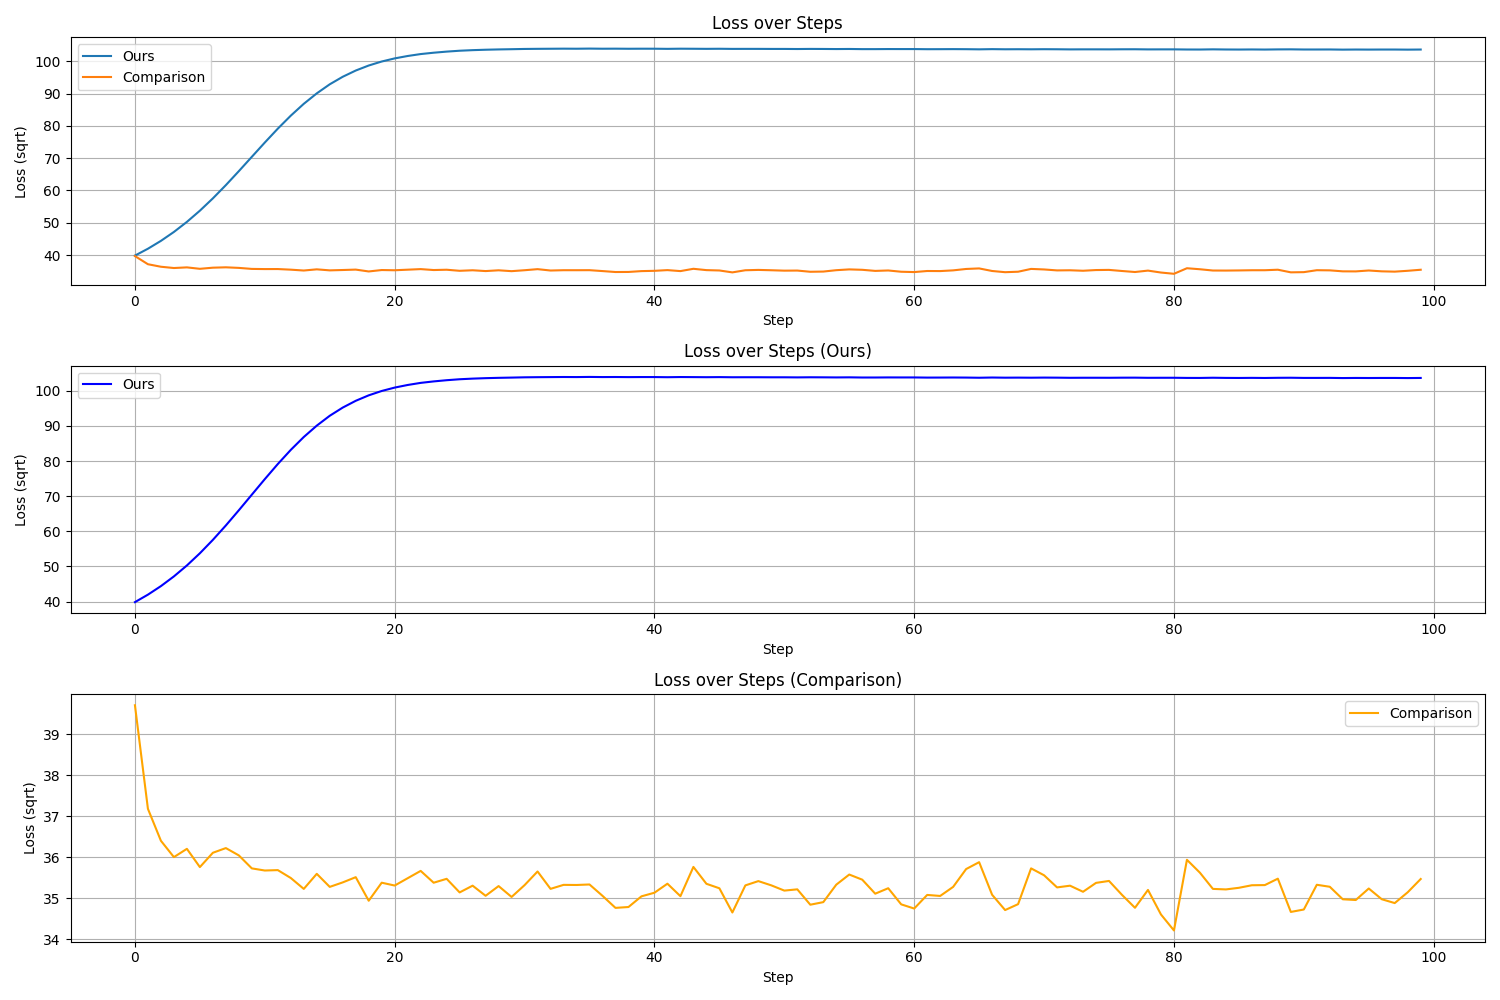 Loss over Steps
Loss (sqrt)
100
90
80
70
60
50
40
Ours
Comparison
0 20 40 60 80 100
Step
Loss over Steps (Ours)
Loss (sqrt)
100
90
80
70
60
50
40
Ours
0 20 40 60 80 100
Step
Loss over Steps (Comparison)
Loss (sqrt)
39
38
37
36
35
34
Comparison
0 20 40 60 80 100
Step